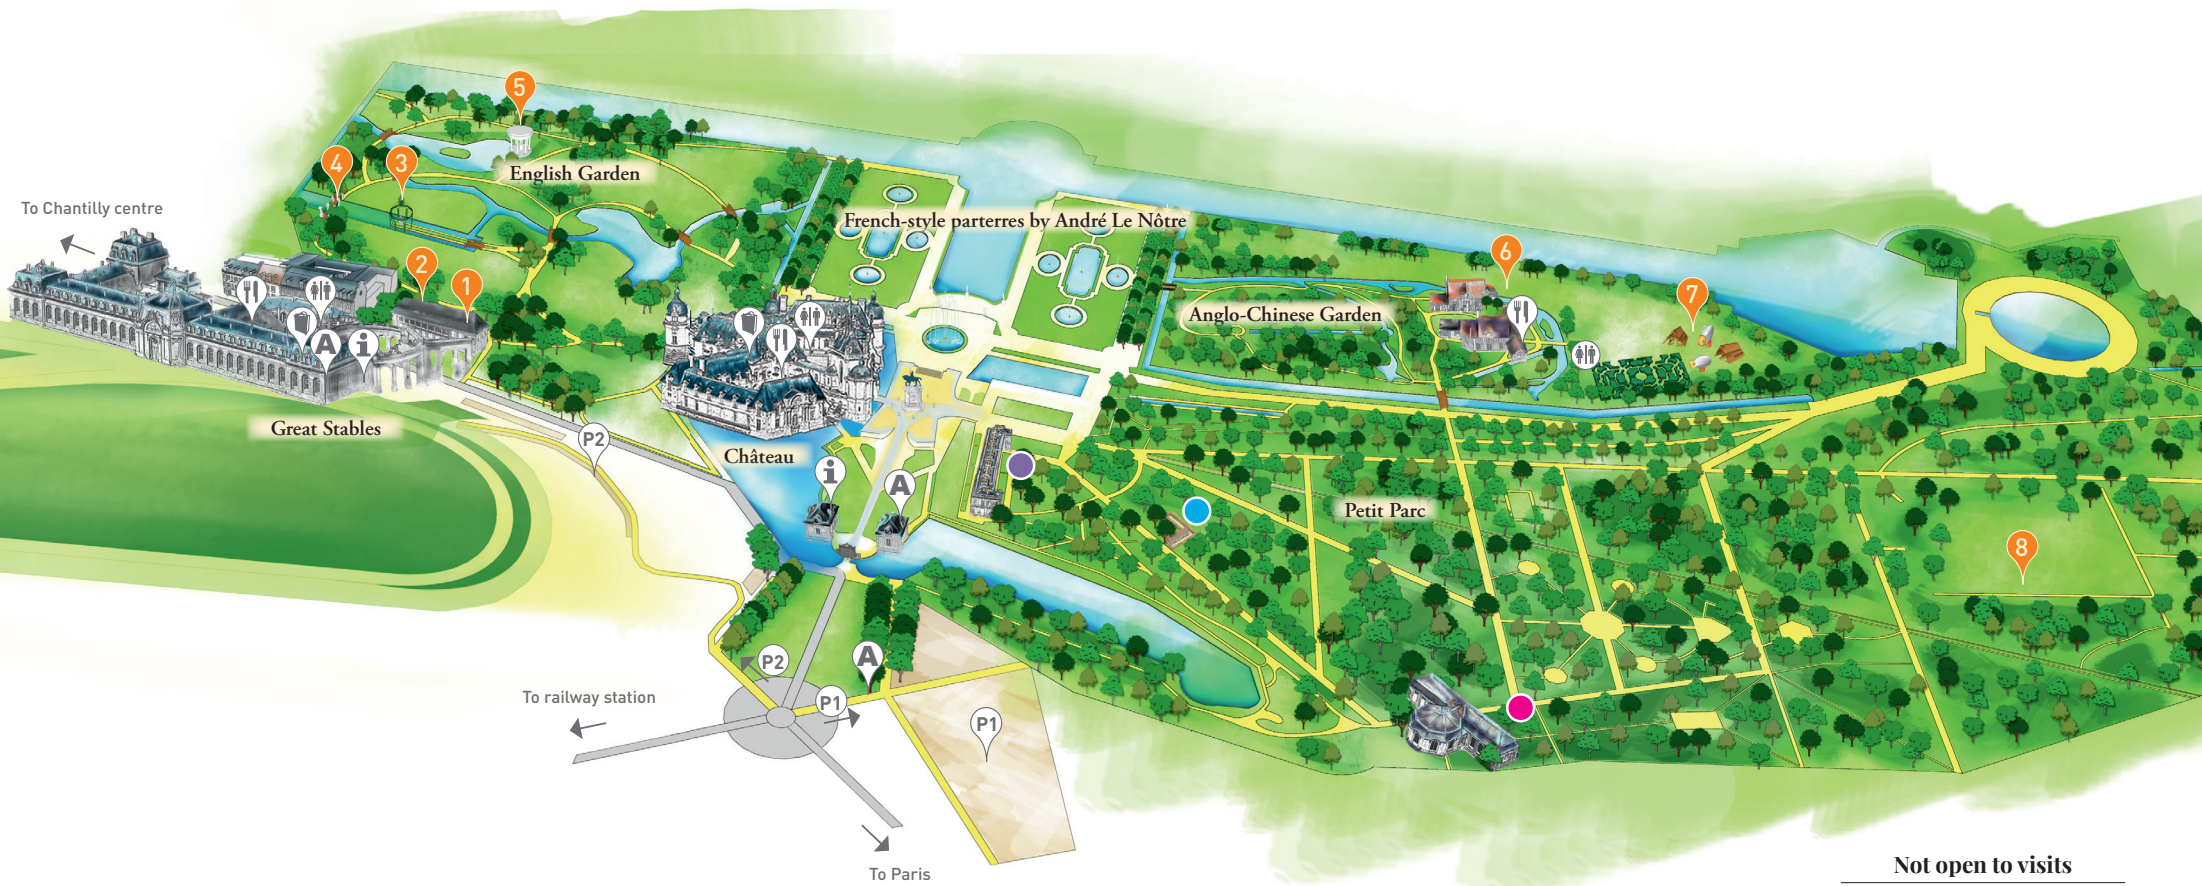 5
4
3
English Garden
To Chantilly centre
French-style parterres by André Le Nôtre
2
1
6
7
Anglo-Chinese Garden
A
i
Great Stables
P2
Château
i
A
Petit Parc
8
P2
A
To railway station
P1
P1
To Paris
Not open to visits